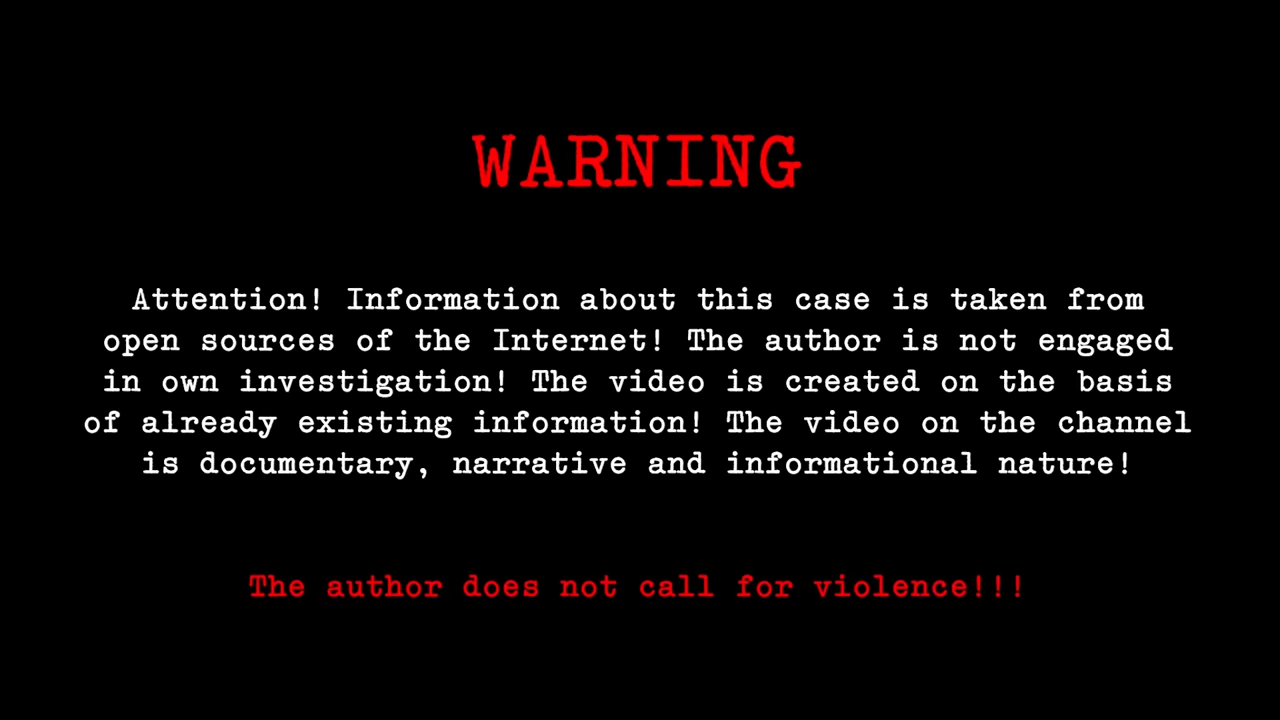 WARNING
Attention! Information about this case is taken from
open sources of the Internet! The author is not engaged
in own investigation! The video is created on the basis
of already existing information! The video on the channel
is documentary, narrative and informational nature!
The author does not call for violence!!!